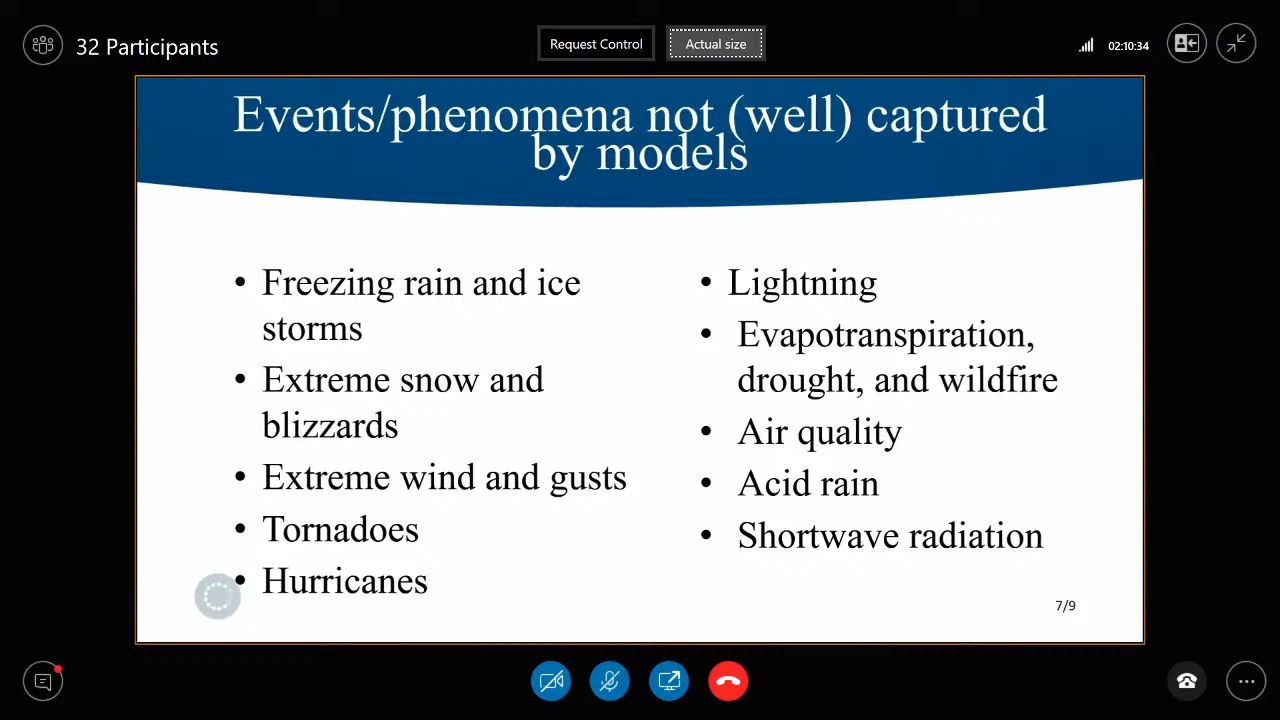 32 Participants
Request Control
Actual size
02:10:34
Events/phenomena not (well) captured
by models
• Freezing rain and ice
storms
• Extreme snow and
blizzards
• Extreme wind and gusts
• Tornadoes
• Hurricanes
• Lightning
• Evapotranspiration,
drought, and wildfire
• Air quality
• Acid rain
• Shortwave radiation
7/9